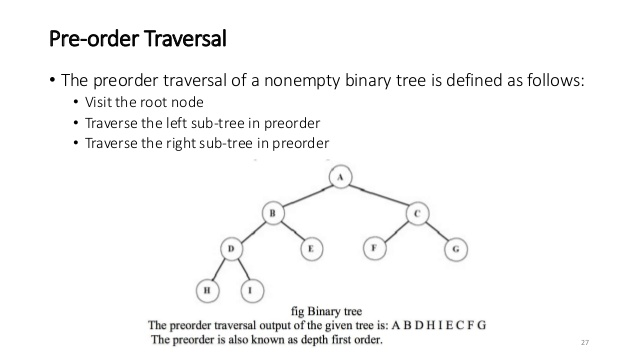 Pre-order Traversal
• The preorder traversal of a nonempty binary tree is defined as follows:
• Visit the root node
• Traverse the left sub-tree in preorder
• Traverse the right sub-tree in preorder
A
B
C
D
E
F
G
H
I
fig Binary tree
The preorder traversal output of the given tree is: A B D H I E C F G
The preorder is also known as depth first order.
27